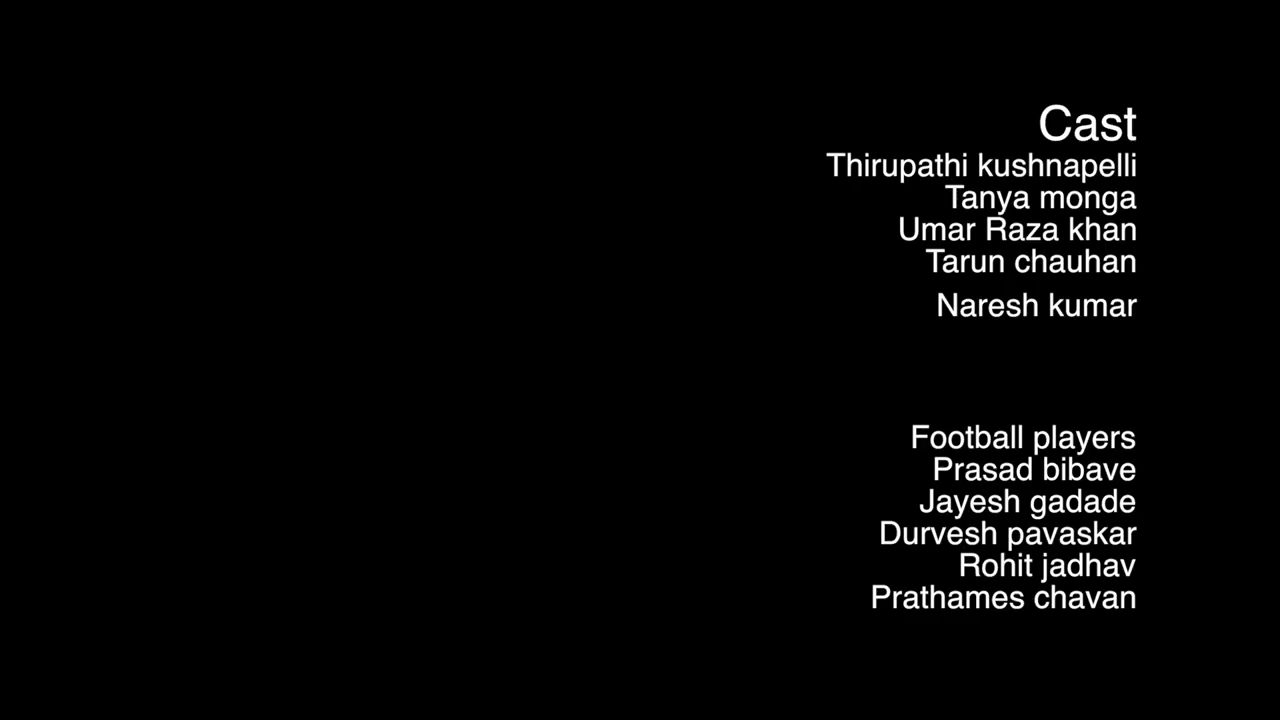 Cast
Thirupathi kushnapelli
Tanya monga
Umar Raza khan
Tarun chauhan
Naresh kumar
Football players
Prasad bibave
Jayesh gadade
Durvesh pavaskar
Rohit jadhav
Prathames chavan